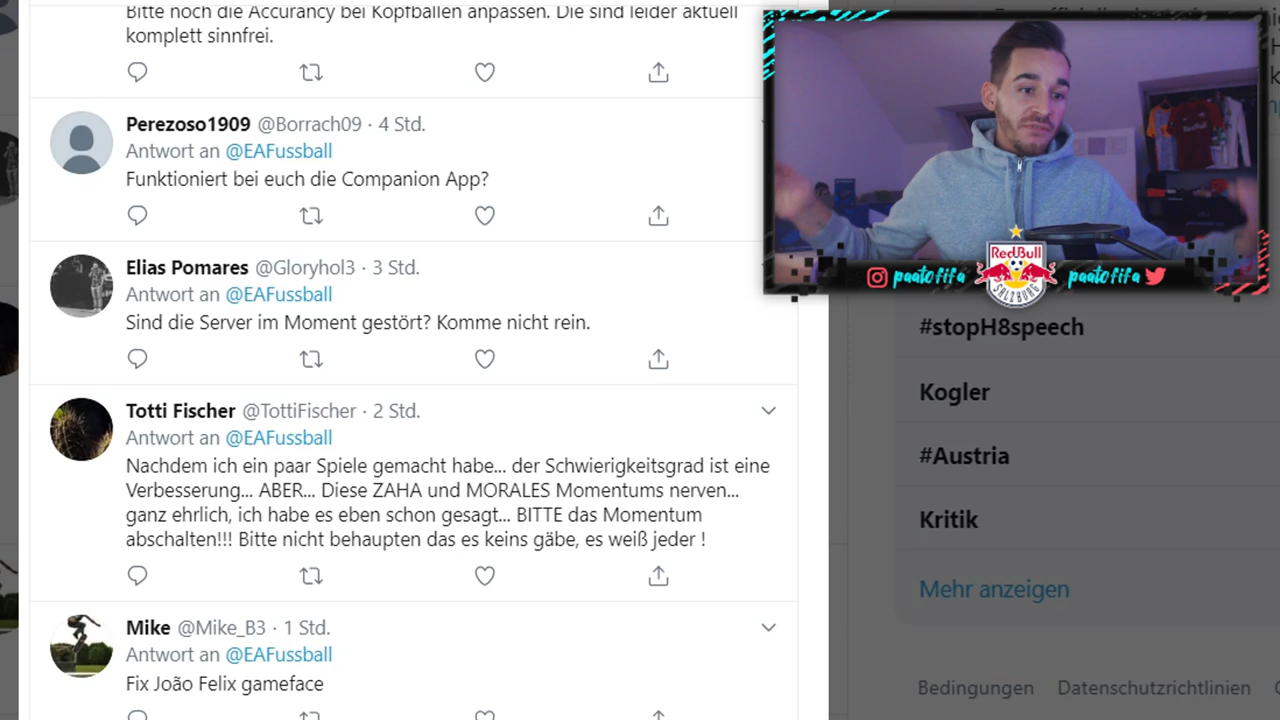 Bitte noch die Accurancy bei Kopfballen anpassen. Die sind leider aktuell
komplett sinnfrei.
Perezoso1909 @Borrach09 · 4 Std.
Antwort an @EAFussball
Funktioniert bei euch die Companion App?
Elias Pomares @Gloryhol3 · 3 Std.
Antwort an @EAFussball
Sind die Server im Moment gestört? Komme nicht rein.
Totti Fischer @TottiFischer · 2 Std.
Antwort an @EAFussball
Nachdem ich ein paar Spiele gemacht habe... der Schwierigkeitsgrad ist eine
Verbesserung... ABER... Diese ZAHA und MORALES Momentums nerven...
ganz ehrlich, ich habe es eben schon gesagt... BITTE das Momentum
abschalten!!! Bitte nicht behaupten das es keins gäbe, es weiß jeder !
Mike @Mike_B3 · 1 Std.
Antwort an @EAFussball
Fix João Felix gameface
RedBull
SALZBURG
paatofifa
paatofifa
#stopH8speech
Kogler
#Austria
Kritik
Mehr anzeigen
Bedingungen Datenschutzrichtlinien